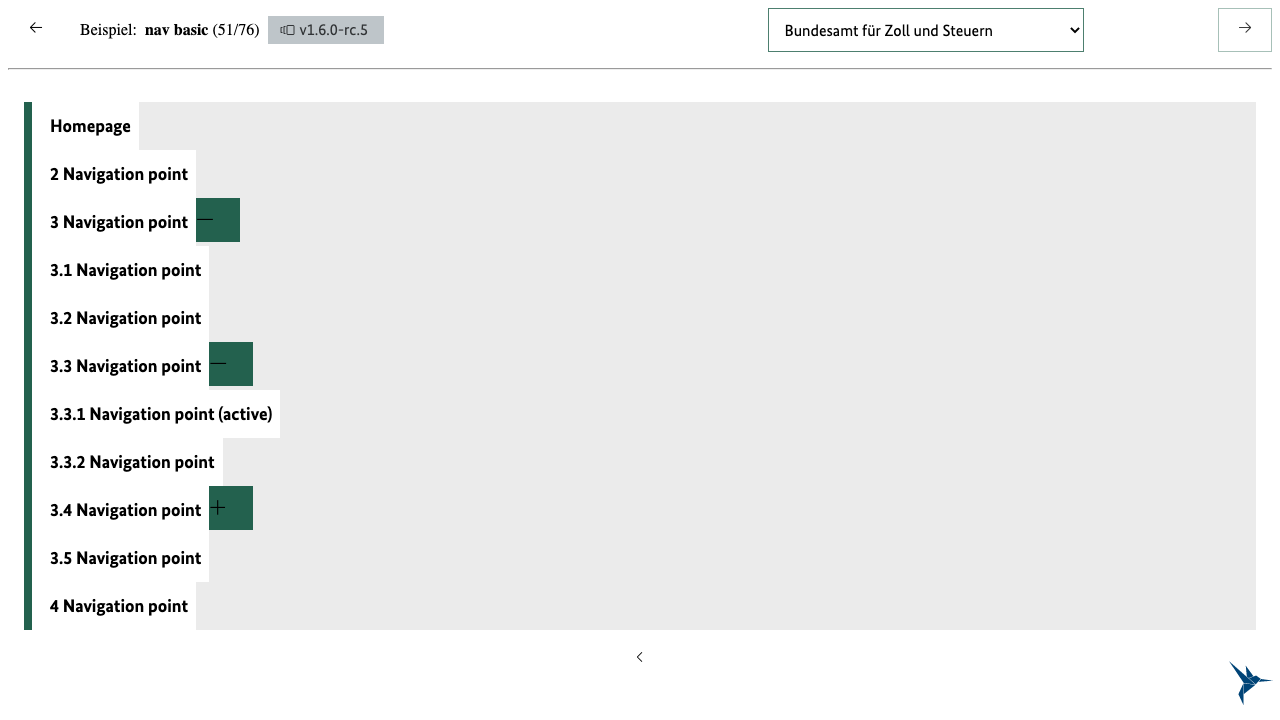 Beispiel: nav basic (51/76) v1.6.0-rc.5 Bundesamt für Zoll und Steuern
Homepage
2 Navigation point
3 Navigation point
3.1 Navigation point
3.2 Navigation point
3.3 Navigation point
3.3.1 Navigation point (active)
3.3.2 Navigation point
3.4 Navigation point
3.5 Navigation point
4 Navigation point